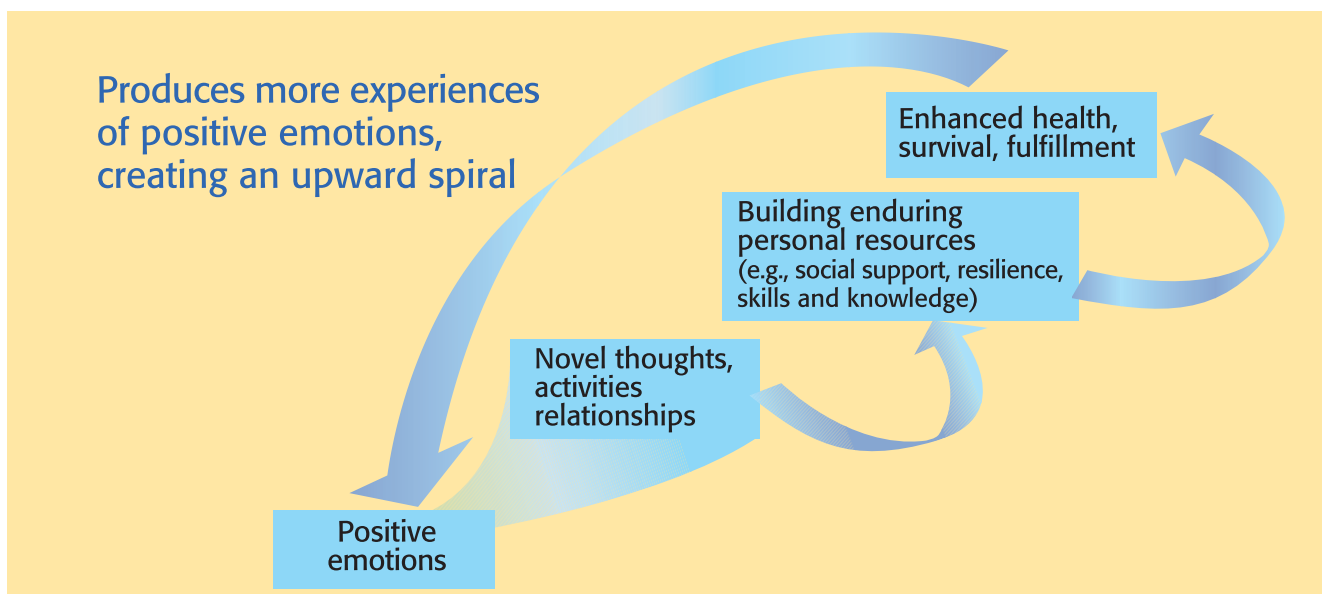 Produces more experiences
of positive emotions,
creating an upward spiral
Enhanced health,
survival, fulfillment
Building enduring
personal resources
(e.g., social support, resilience,
skills and knowledge)
Novel thoughts,
activities
relationships
Positive
emotions